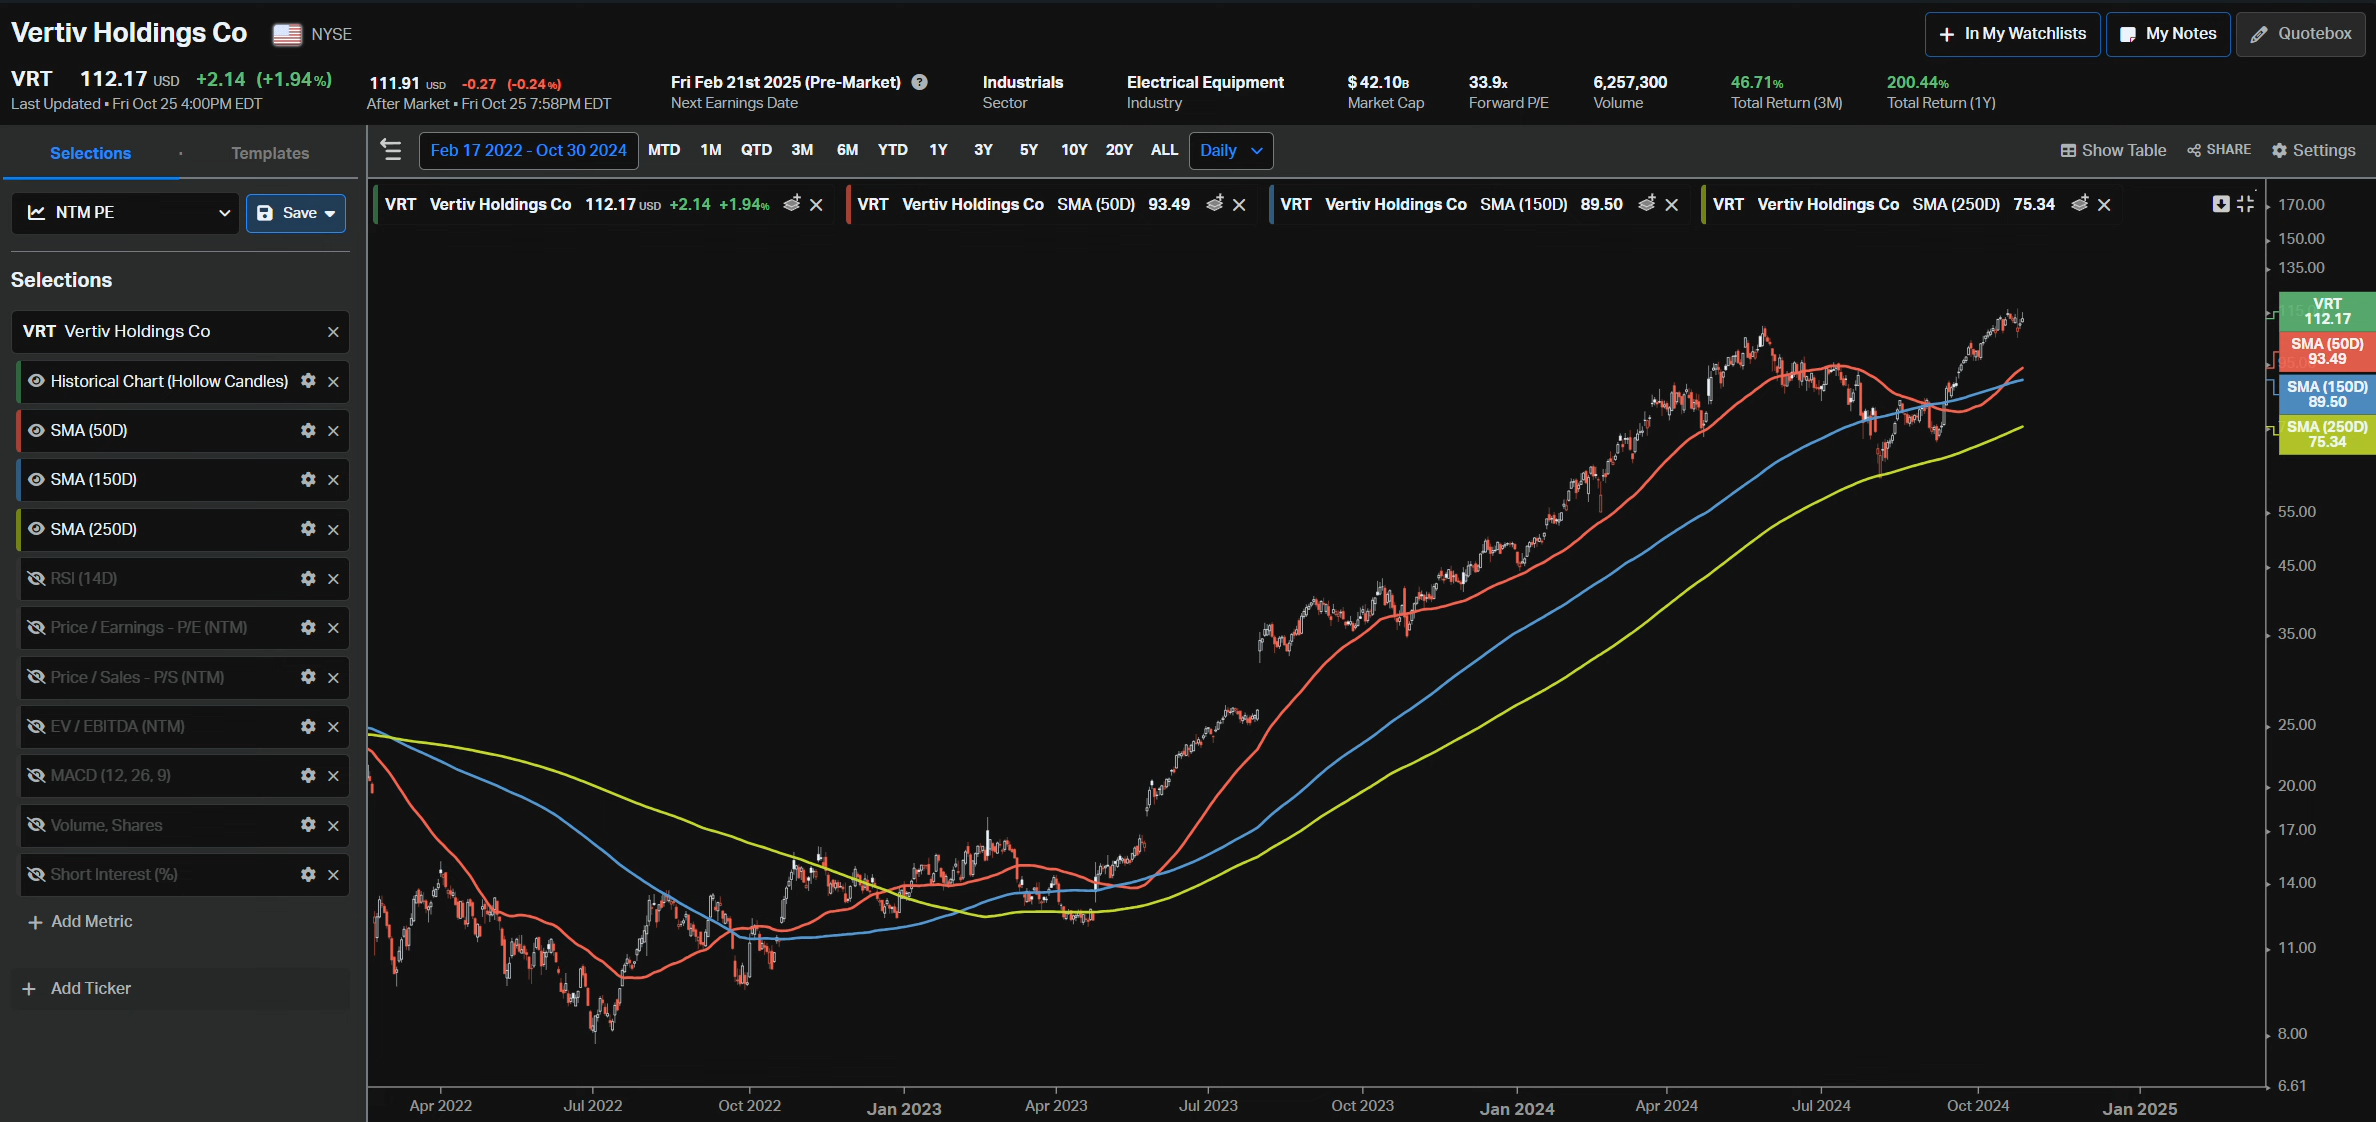 Vertiv Holdings Co NYSE
In My Watchlists My Notes Quotebox
VRT 112.17 USD +2.14 (+1.94%)
Last Updated • Fri Oct 25 4:00PM EDT
111.91 USD -0.27 (-0.24%)
After Market • Fri Oct 25 7:58PM EDT
Fri Feb 21st 2025 (Pre-Market) ?
Next Earnings Date
Industrials
Sector
Electrical Equipment
Industry
$42.10B
Market Cap
33.9x
Forward P/E
6,257,300
Volume
46.71%
Total Return (3M)
200.44%
Total Return (1Y)
Selections • Templates
NTM PE
Save
Selections
VRT Vertiv Holdings Co
Historical Chart (Hollow Candles)
SMA (50D)
SMA (150D)
SMA (250D)
RSI (14D)
Price / Earnings - P/E (NTM)
Price / Sales - P/S (NTM)
EV / EBITDA (NTM)
MACD (12, 26, 9)
Volume, Shares
Short Interest (%)
+ Add Metric
+ Add Ticker
Feb 17 2022 - Oct 30 2024 MTD 1M QTD 3M 6M YTD 1Y 3Y 5Y 10Y 20Y ALL Daily
Show Table SHARE Settings
VRT Vertiv Holdings Co 112.17 USD +2.14 +1.94%
VRT Vertiv Holdings Co SMA (50D) 93.49
VRT Vertiv Holdings Co SMA (150D) 89.50
VRT Vertiv Holdings Co SMA (250D) 75.34
170.00
150.00
135.00
VRT
112.17
SMA (50D)
93.49
SMA (150D)
89.50
SMA (250D)
75.34
55.00
45.00
35.00
25.00
20.00
17.00
14.00
11.00
8.00
6.61
Apr 2022 Jul 2022 Oct 2022 Jan 2023 Apr 2023 Jul 2023 Oct 2023 Jan 2024 Apr 2024 Jul 2024 Oct 2024 Jan 2025